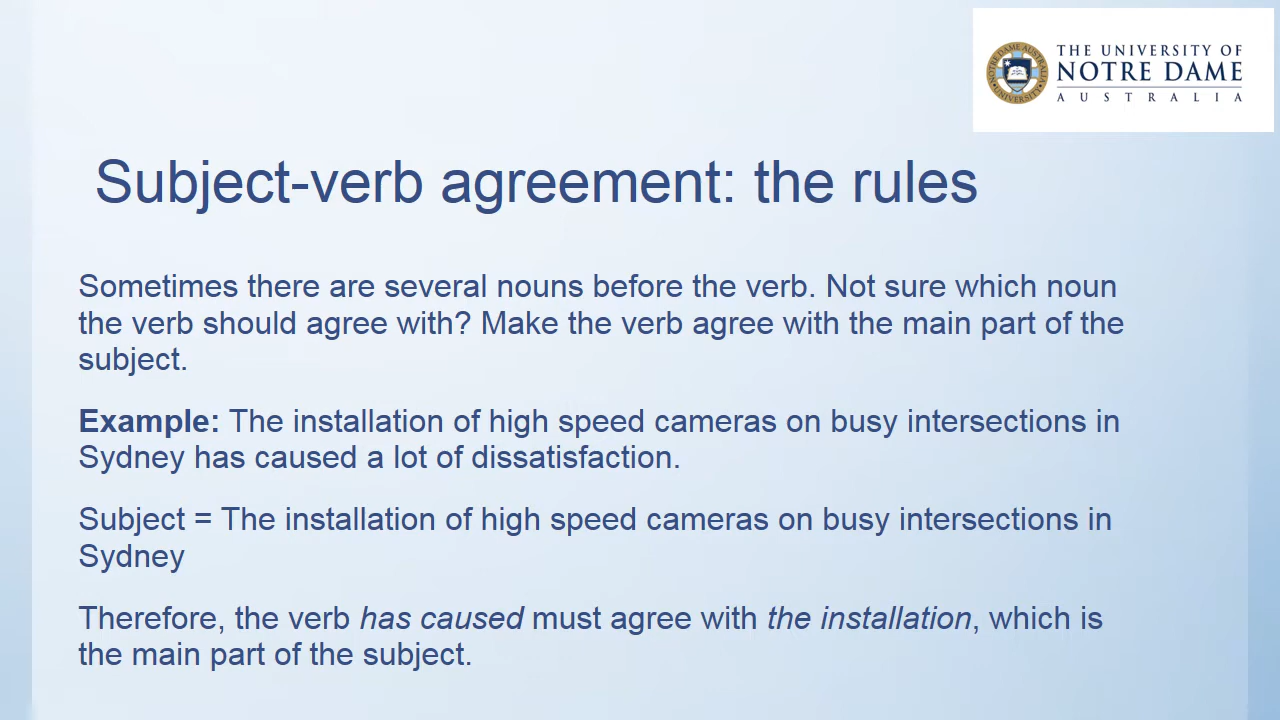 THE UNIVERSITY OF
NOTRE DAME
AUSTRALIA
Subject-verb agreement: the rules
Sometimes there are several nouns before the verb. Not sure which noun
the verb should agree with? Make the verb agree with the main part of the
subject.
Example: The installation of high speed cameras on busy intersections in
Sydney has caused a lot of dissatisfaction.
Subject = The installation of high speed cameras on busy intersections in
Sydney
Therefore, the verb has caused must agree with the installation, which is
the main part of the subject.